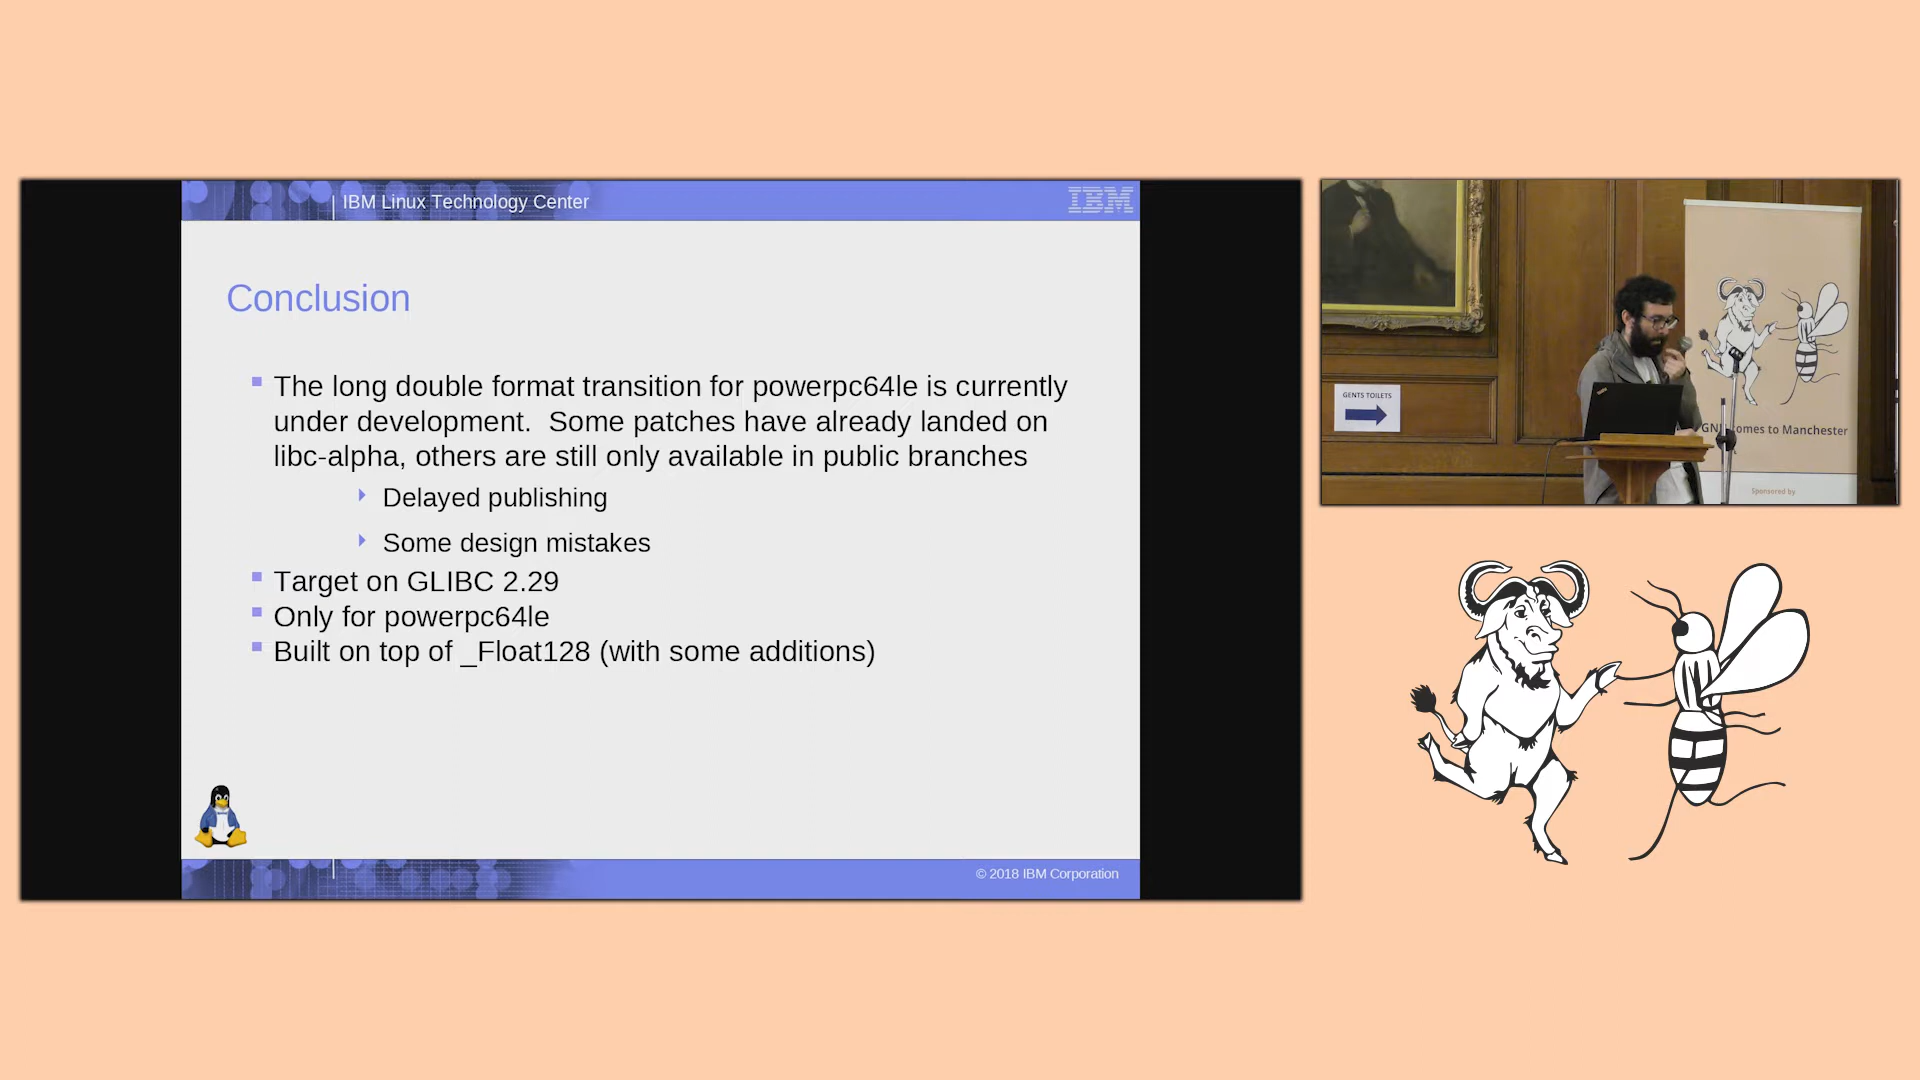 IBM Linux Technology Center
IBM
Conclusion
The long double format transition for powerpc64le is currently
under development.  Some patches have already landed on
libc-alpha, others are still only available in public branches
Delayed publishing
Some design mistakes
Target on GLIBC 2.29
Only for powerpc64le
Built on top of _Float128 (with some additions)
© 2018 IBM Corporation
GENTS TOILETS
to Manchester
Sponsored by